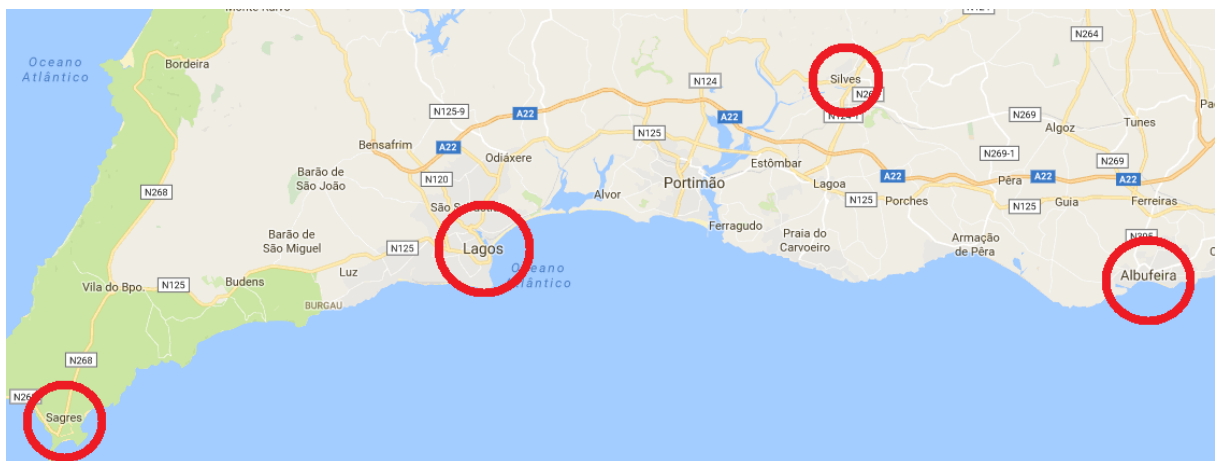 Oceano
Atlântico
Bordeira
N264
Silves
N124
N125-9
A22
N125
N269
Algoz
Tunes
Bensafrim
A22
Odiáxere
A22
Estômbar
N269-1
N269
Barão de
São João
N120
N268
Alvor
Portimão
Lagoa
A22
Pêra
A22
A22
N125
Porches
N125
Guia
Ferreiras
Ferragudo
Barão de
São Miguel
N125
Lagos
Praia do
Carvoeiro
Armação
de Pêra
N395
Luz
Oceano
Atlântico
Albufeira
Vila do Bpo.
N125
Budens
BURGAU
N268
Sagres